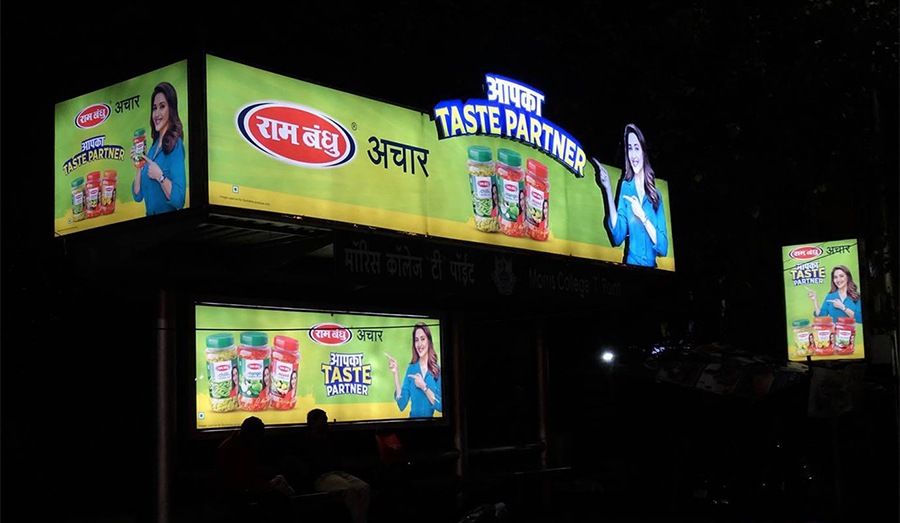 राम बंधु
अचार
आपका
TASTE PARTNER
राम बंधु ®
अचार
आपका
TASTE PARTNER
मॉरिस कॉलेज टी पॉईंट
Morris College T Point
राम बंधु
अचार
आपका
TASTE
PARTNER
राम बंधु
अचार
आपका
TASTE
PARTNER